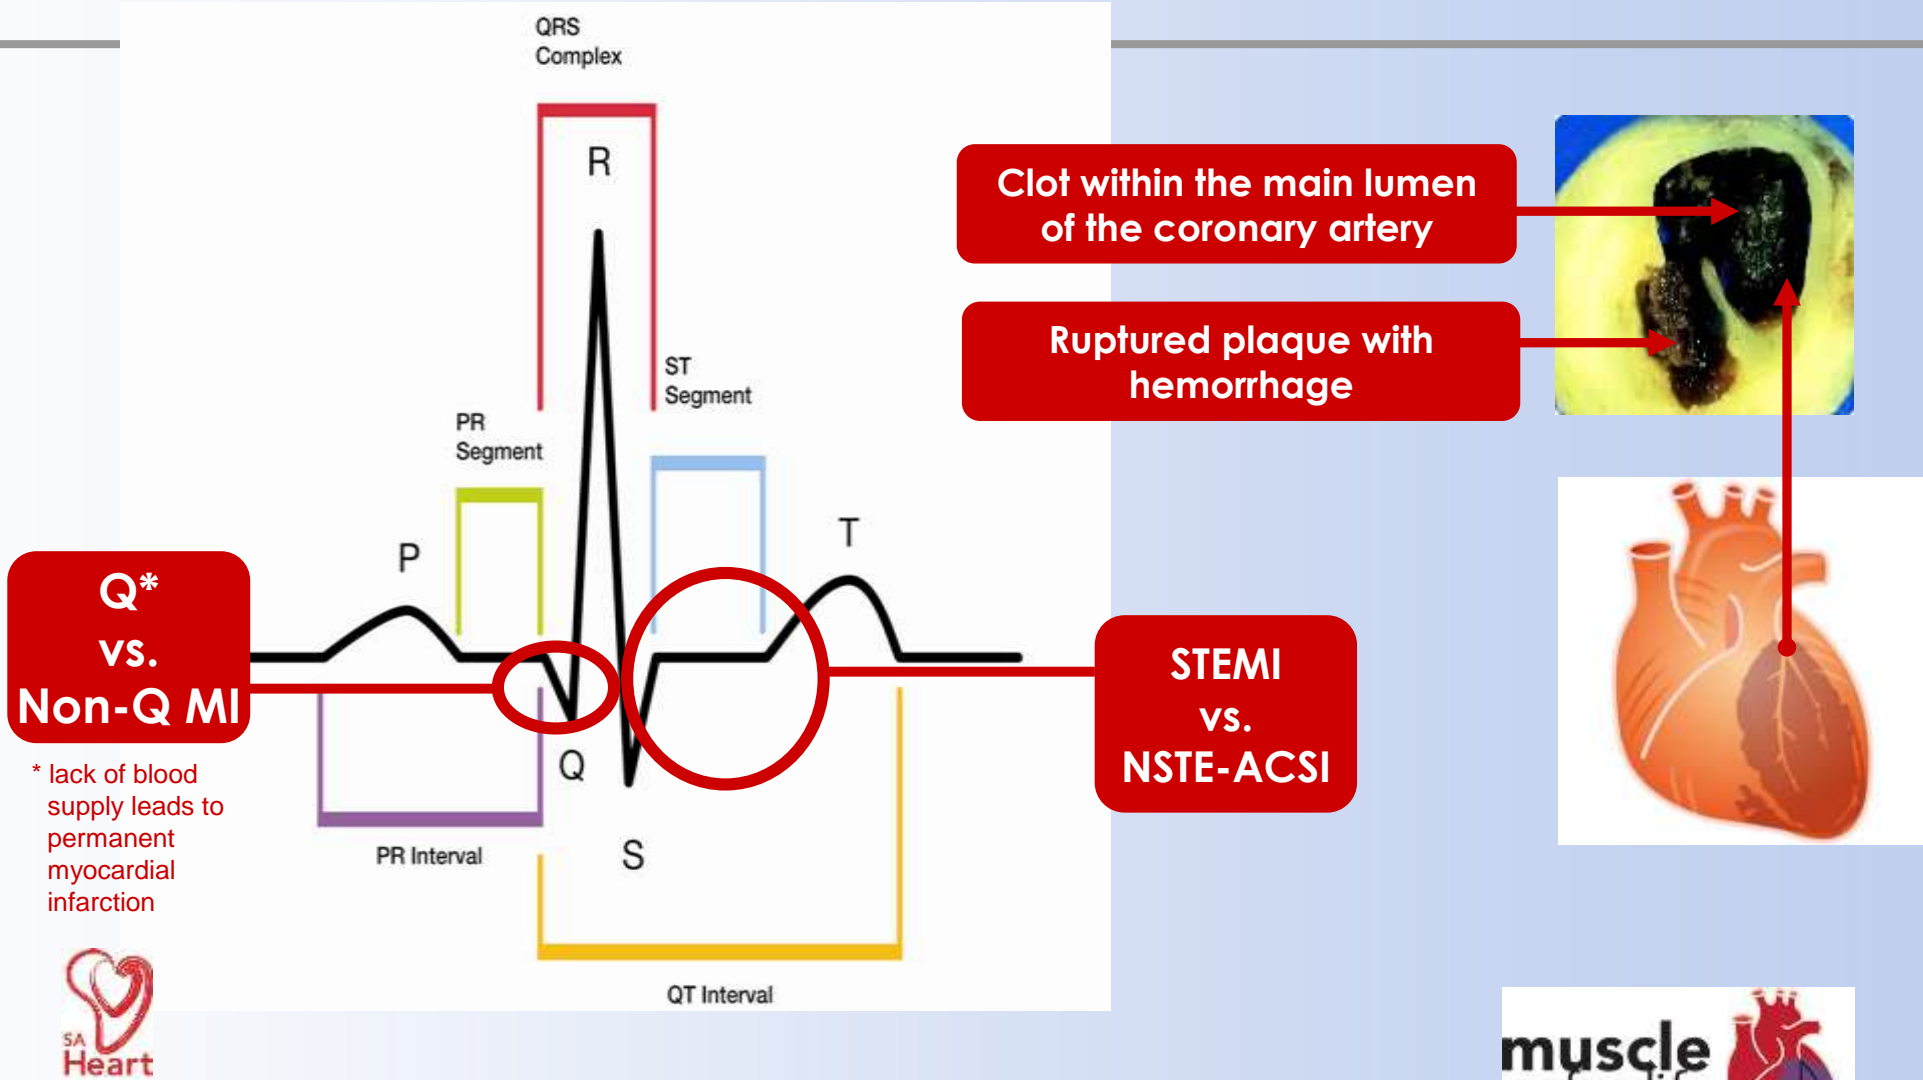 QRS
Complex
R
Clot within the main lumen
of the coronary artery
Ruptured plaque with
hemorrhage
ST
Segment
PR
Segment
P
T
Q*
vs.
Non-Q MI
STEMI
vs.
NSTE-ACSI
* lack of blood
supply leads to
permanent
myocardial
infarction
Q
S
PR Interval
QT Interval
SA
Heart
muscle